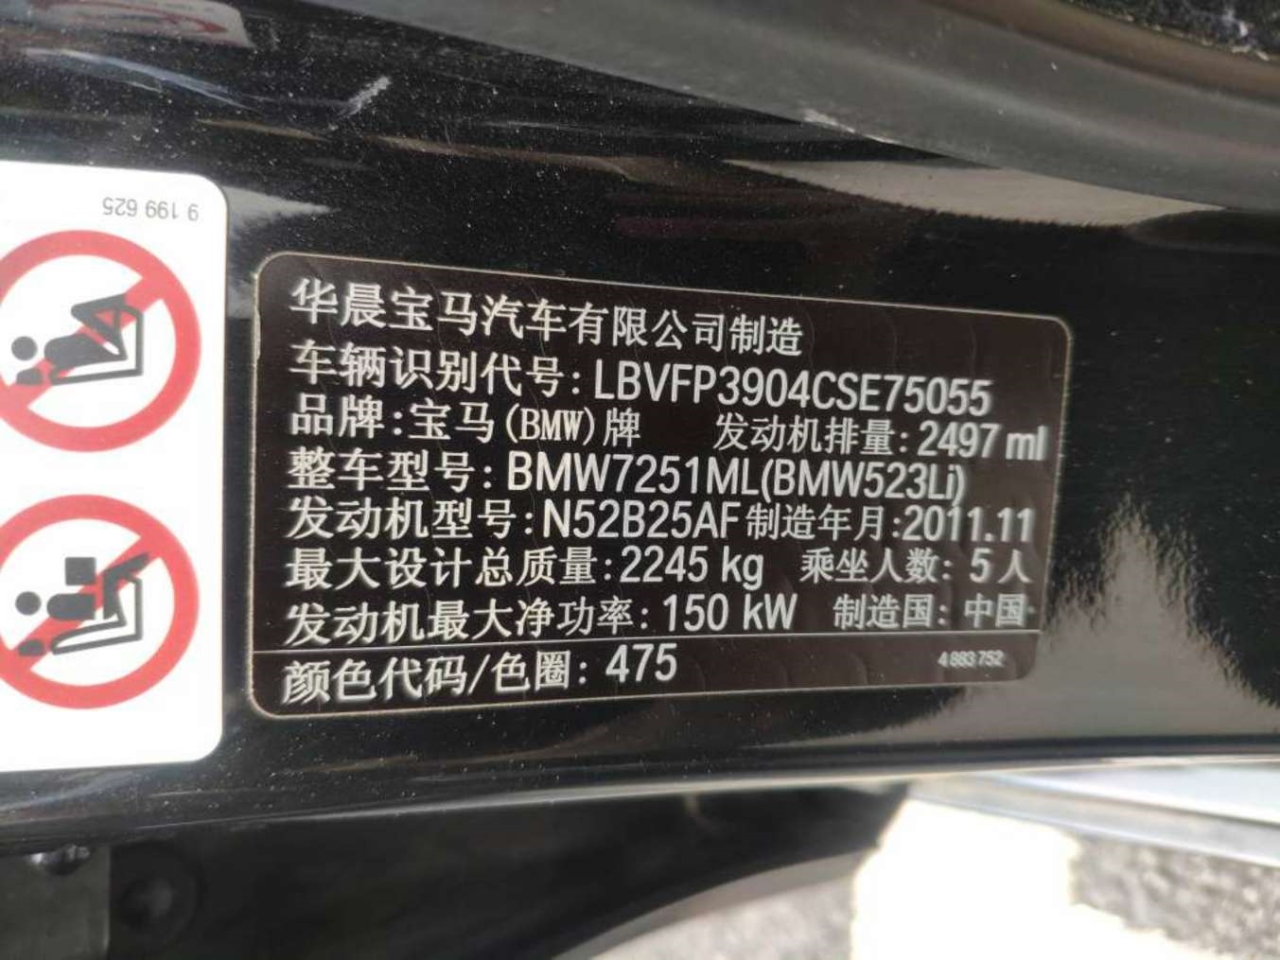 9 199 625
华晨宝马汽车有限公司制造
车辆识别代号: LBVFP3904CSE75055
品牌: 宝马(BMW)牌 发动机排量: 2497 ml
整车型号: BMW7251ML(BMW523Li)
发动机型号: N52B25AF 制造年月: 2011.11
最大设计总质量: 2245 kg 乘坐人数: 5人
发动机最大净功率: 150 kW 制造国: 中国
颜色代码/色圈: 475 4 883 752